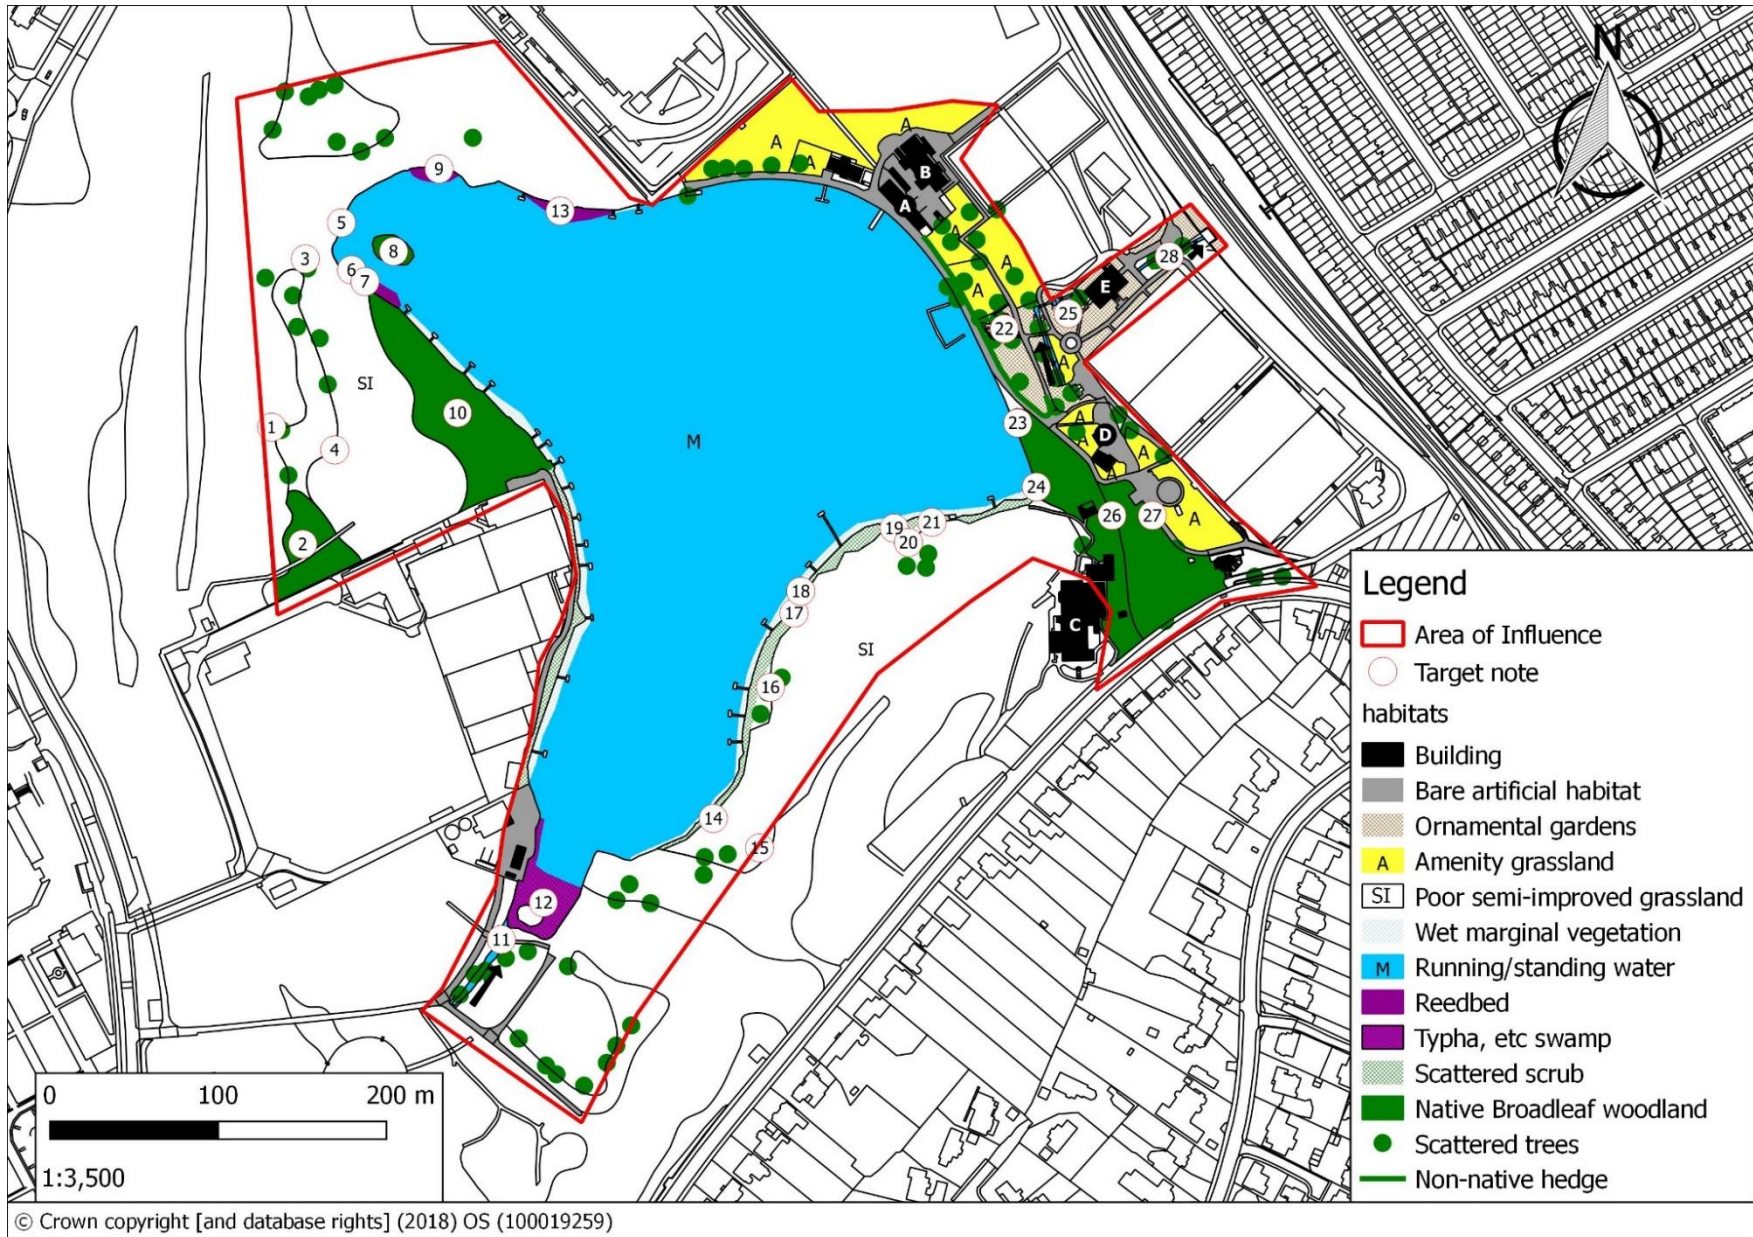 N
A
A
A
B
A
A
A
A
A
A
A
D
A
A
A
A
E
C
M
SI
SI
1
2
3
4
5
6
7
8
9
10
11
12
13
14
15
16
17
18
19
20
21
22
23
24
25
26
27
28
Legend
Area of Influence
Target note
habitats
Building
Bare artificial habitat
Ornamental gardens
A Amenity grassland
SI Poor semi-improved grassland
Wet marginal vegetation
M Running/standing water
Reedbed
Typha, etc swamp
Scattered scrub
Native Broadleaf woodland
Scattered trees
Non-native hedge
0 100 200 m
1:3,500
© Crown copyright [and database rights] (2018) OS (100019259)